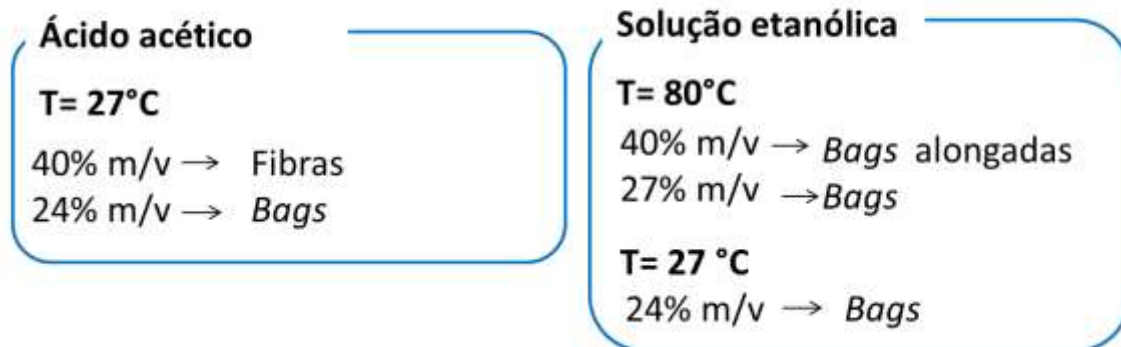 Ácido acético
T= 27°C
40% m/v → Fibras
24% m/v → Bags
Solução etanólica
T= 80°C
40% m/v → Bags alongadas
27% m/v →Bags
T= 27 °C
24% m/v → Bags